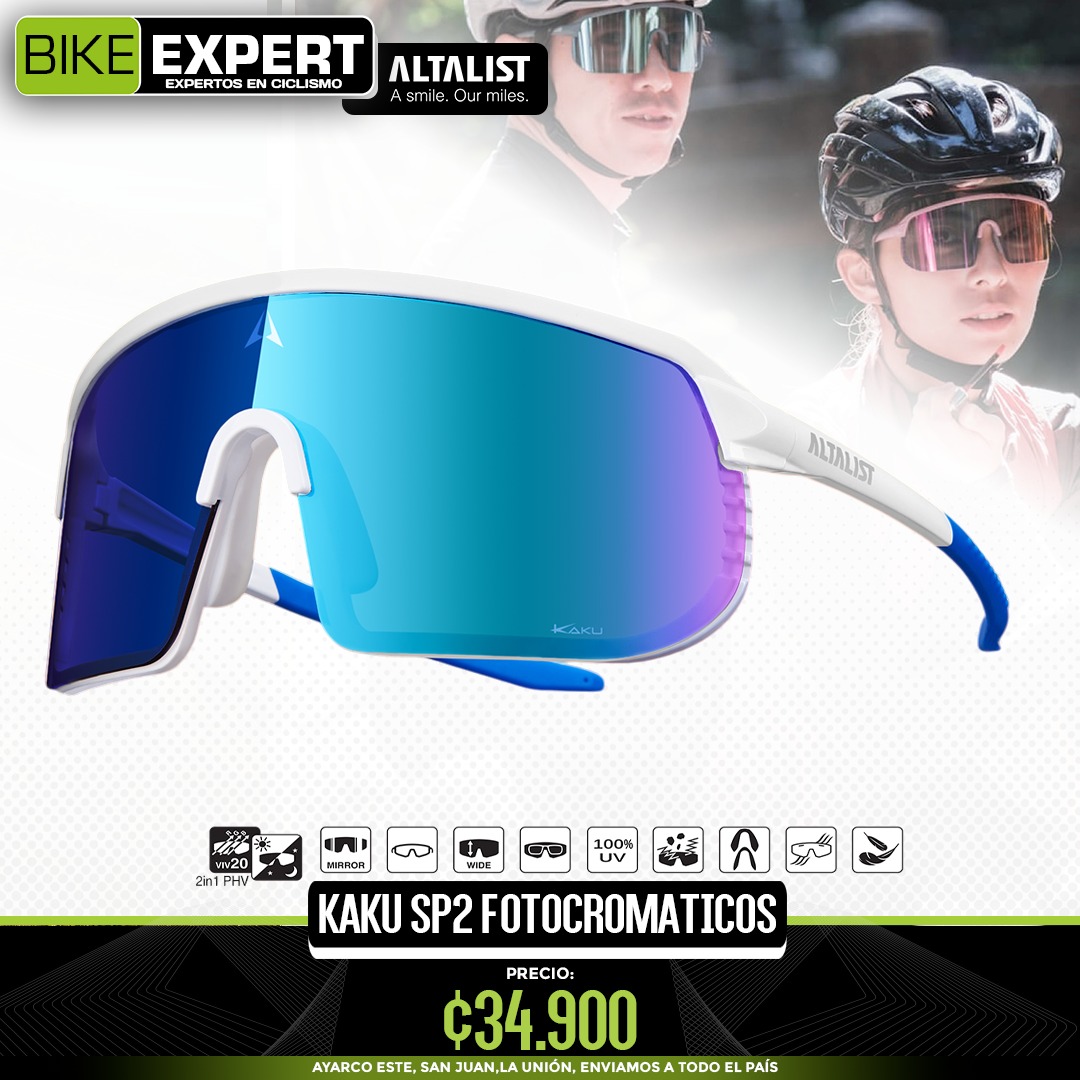 BIKE EXPERT
EXPERTOS EN CICLISMO
ALTALIST
A smile. Our miles.
ALTALIST
KAKU
RGB
VIV20
2in1 PHV
MIRROR
WIDE
100%
UV
KAKU SP2 FOTOCROMATICOS
PRECIO:
₡34.900
AYARCO ESTE, SAN JUAN,LA UNIÓN, ENVIAMOS A TODO EL PAÍS